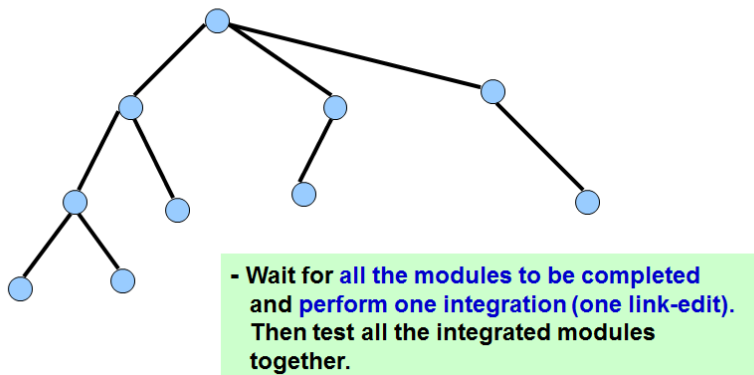 - Wait for all the modules to be completed
and perform one integration (one link-edit).
Then test all the integrated modules
together.